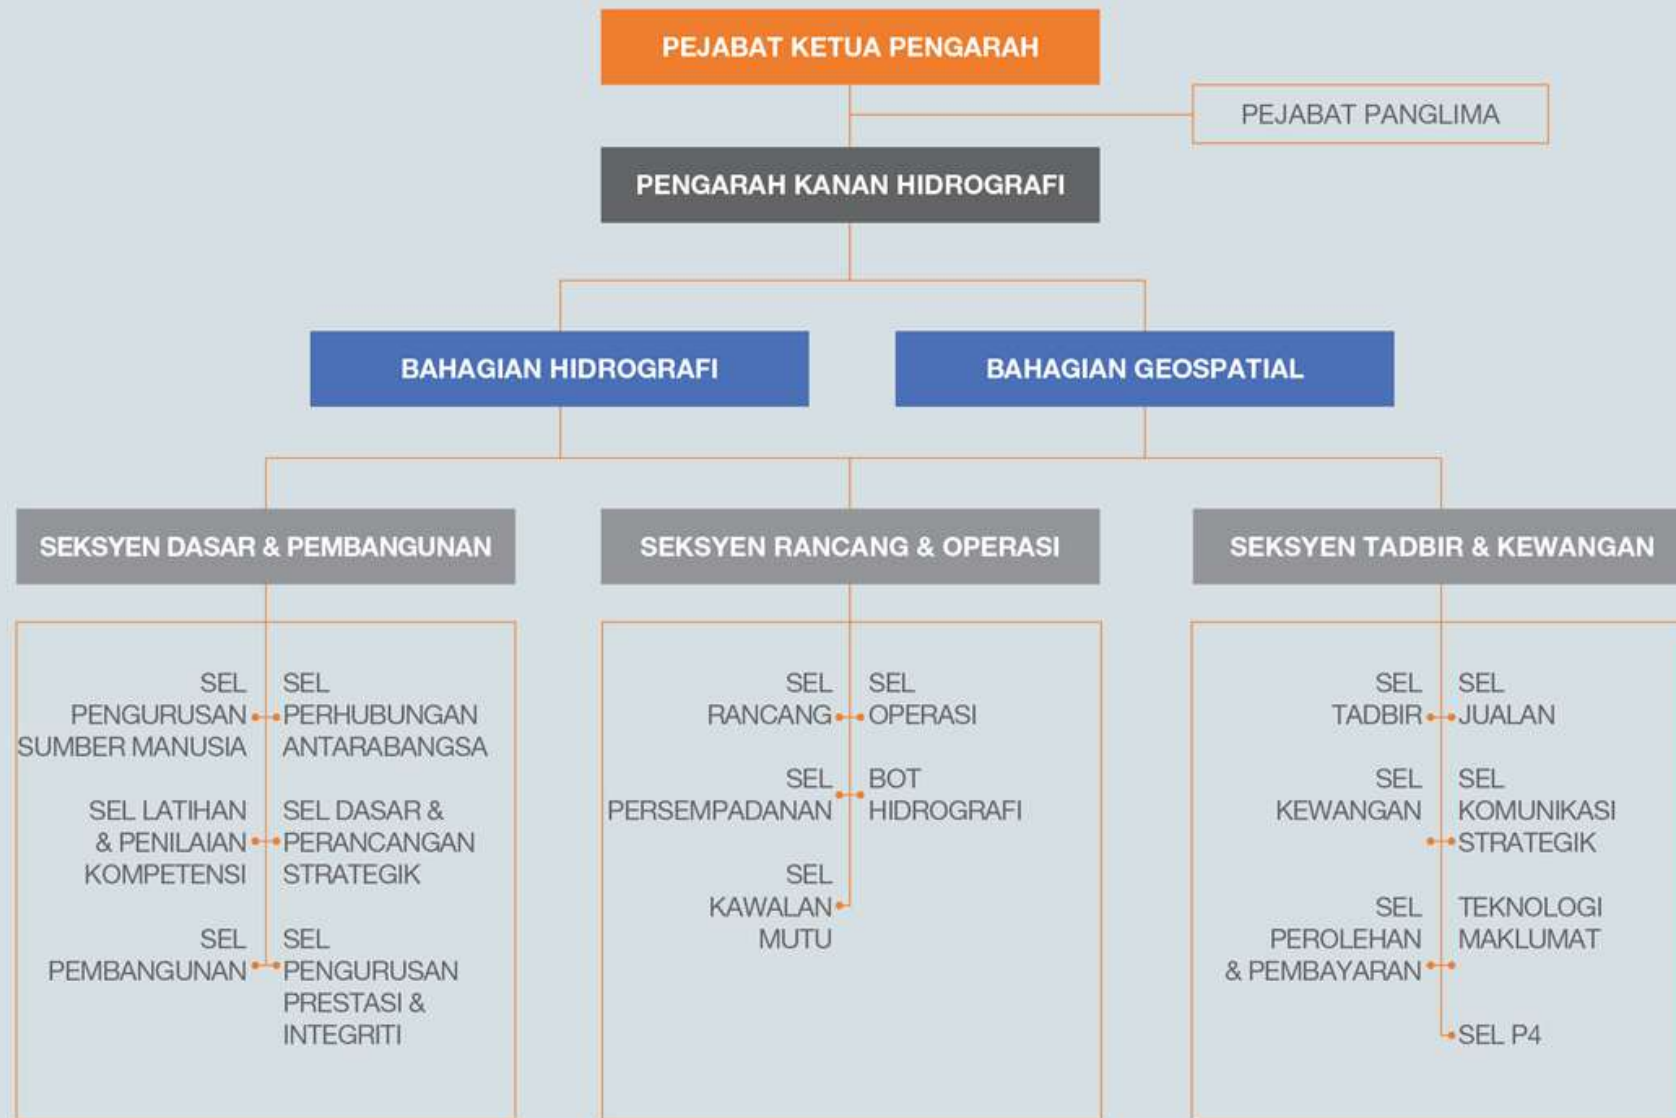 PEJABAT KETUA PENGARAH
PEJABAT PANGLIMA
PENGARAH KANAN HIDROGRAFI
BAHAGIAN HIDROGRAFI
BAHAGIAN GEOSPATIAL
SEKSYEN DASAR & PEMBANGUNAN
SEKSYEN RANCANG & OPERASI
SEKSYEN TADBIR & KEWANGAN
SEL
PENGURUSAN
SUMBER MANUSIA
SEL
PERHUBUNGAN
ANTARABANGSA
SEL LATIHAN
& PENILAIAN
KOMPETENSI
SEL DASAR &
PERANCANGAN
STRATEGIK
SEL
PEMBANGUNAN
SEL
PENGURUSAN
PRESTASI &
INTEGRITI
SEL
RANCANG
SEL
OPERASI
SEL
PERSEMPADANAN
BOT
HIDROGRAFI
SEL
KAWALAN
MUTU
SEL
TADBIR
SEL
JUALAN
SEL
KEWANGAN
SEL
KOMUNIKASI
STRATEGIK
SEL
PEROLEHAN
& PEMBAYARAN
TEKNOLOGI
MAKLUMAT
SEL P4